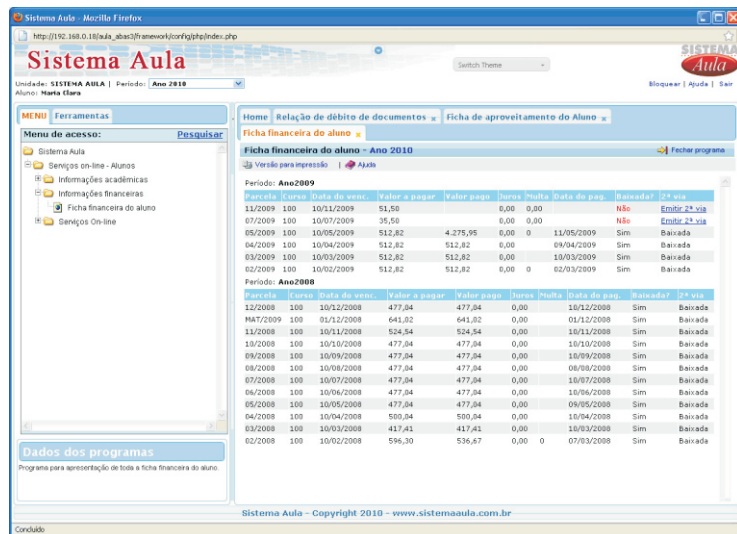 Sistema Aula - Mozilla Firefox
http://192.168.0.18/aula_abas3/framework/config/php/index.php
Sistema Aula
Switch Theme
SISTEMA Aula
Unidade: SISTEMA AULA | Período: Ano 2010
Bloquear | Ajuda | Sair
Aluno: Maria Clara
MENU Ferramentas
Menu de acesso: Pesquisar
Sistema Aula
Serviços on-line - Alunos
Informações acadêmicas
Informações financeiras
Ficha financeira do aluno
Serviços On-line
Dados dos programas
Programa para apresentação de toda a ficha financeira do aluno.
Home Relação de débito de documentos x Ficha de aproveitamento do Aluno x
Ficha financeira do aluno x
Ficha financeira do aluno - Ano 2010 Fechar programa
Versão para impressão | Ajuda
Período: Ano2009
Parcela Curso Data do venc. Valor a pagar Valor pago Juros Multa Data do pag. Baixada? 2ª via
11/2009 100 10/11/2009 51,50 0,00 0,00 Não Emitir 2ª via
07/2009 100 10/07/2009 35,50 0,00 0,00 Não Emitir 2ª via
05/2009 100 10/05/2009 512,82 4.275,95 0,00 0 11/05/2009 Sim Baixada
04/2009 100 10/04/2009 512,82 512,82 0,00 09/04/2009 Sim Baixada
03/2009 100 10/03/2009 512,82 512,82 0,00 10/03/2009 Sim Baixada
02/2009 100 10/02/2009 512,82 512,82 0,00 0 02/03/2009 Sim Baixada
Período: Ano2008
Parcela Curso Data do venc. Valor a pagar Valor pago Juros Multa Data do pag. Baixada? 2ª via
12/2008 100 10/12/2008 477,04 477,04 0,00 10/12/2008 Sim Baixada
MAT/2009 100 01/12/2008 641,02 641,02 0,00 01/12/2008 Sim Baixada
11/2008 100 10/11/2008 524,54 524,54 0,00 10/11/2008 Sim Baixada
10/2008 100 10/10/2008 477,04 477,04 0,00 10/10/2008 Sim Baixada
09/2008 100 10/09/2008 477,04 477,04 0,00 10/09/2008 Sim Baixada
08/2008 100 10/08/2008 477,04 477,04 0,00 08/08/2008 Sim Baixada
07/2008 100 10/07/2008 477,04 477,04 0,00 10/07/2008 Sim Baixada
06/2008 100 10/06/2008 477,04 477,04 0,00 10/06/2008 Sim Baixada
05/2008 100 10/05/2008 477,04 477,04 0,00 09/05/2008 Sim Baixada
04/2008 100 10/04/2008 500,04 500,04 0,00 10/04/2008 Sim Baixada
03/2008 100 10/03/2008 417,41 417,41 0,00 10/03/2008 Sim Baixada
02/2008 100 10/02/2008 596,30 536,67 0,00 0 07/03/2008 Sim Baixada
Sistema Aula - Copyright 2010 - www.sistemaaula.com.br
Concluído